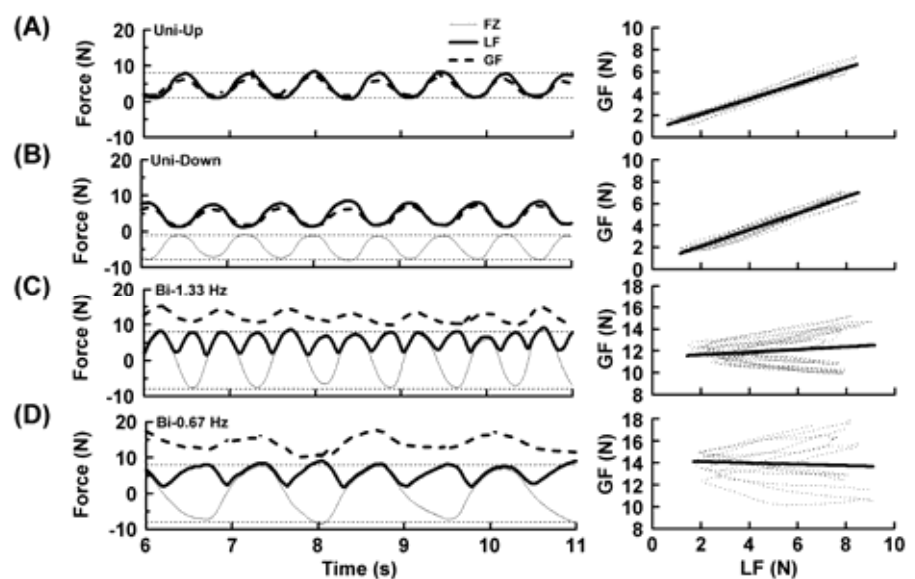 (A)
Uni-Up
FZ
LF
GF
Force (N)
20
10
0
-10
GF (N)
8
6
4
2
0
(B)
Uni-Down
Force (N)
20
10
0
-10
GF (N)
8
6
4
2
0
(C)
Bi-1.33 Hz
Force (N)
20
10
0
-10
GF (N)
18
16
14
12
10
8
(D)
Bi-0.67 Hz
Force (N)
20
10
0
-10
6 7 8 9 10 11
Time (s)
GF (N)
18
16
14
12
10
8
0 2 4 6 8 10
LF (N)